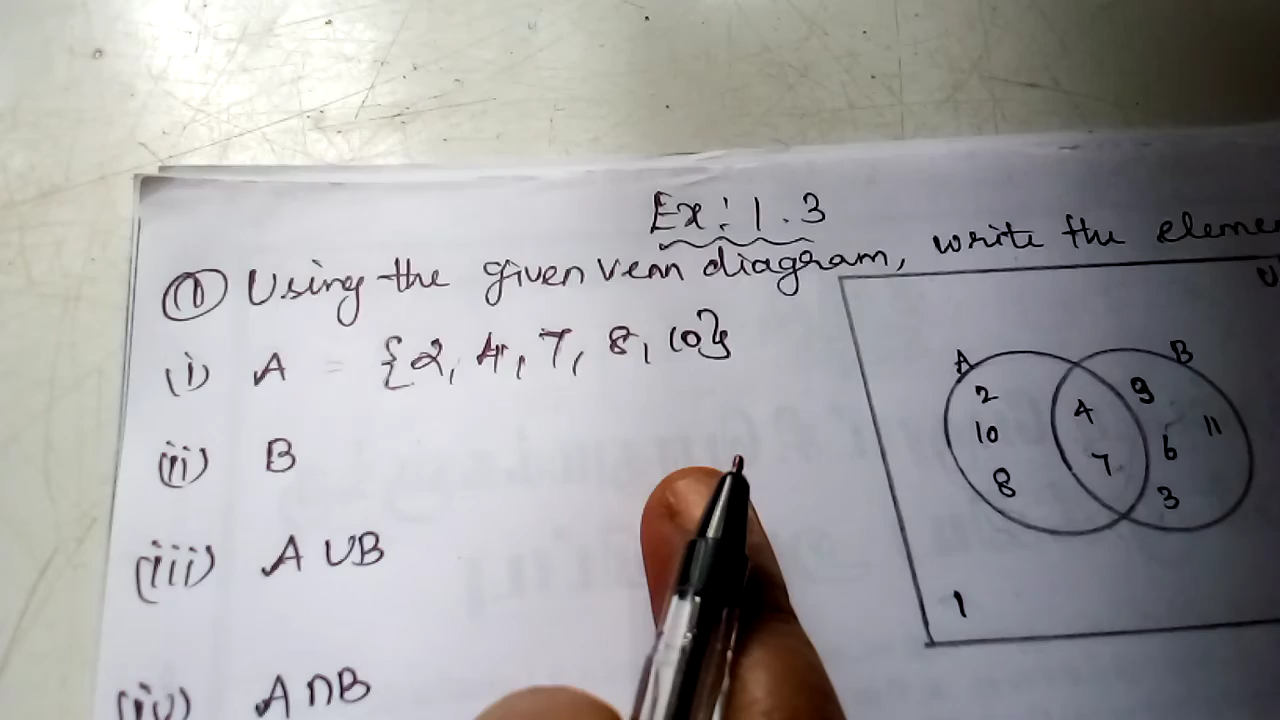 Ex: 1.3
① Using the given venn diagram, write the
U
(i) A = {2, 4, 7, 8, 10}
(ii) B
(iii) A ∪ B
(iv) A ∩ B
A B
2 4 9
10 7 6 11
8 3
1